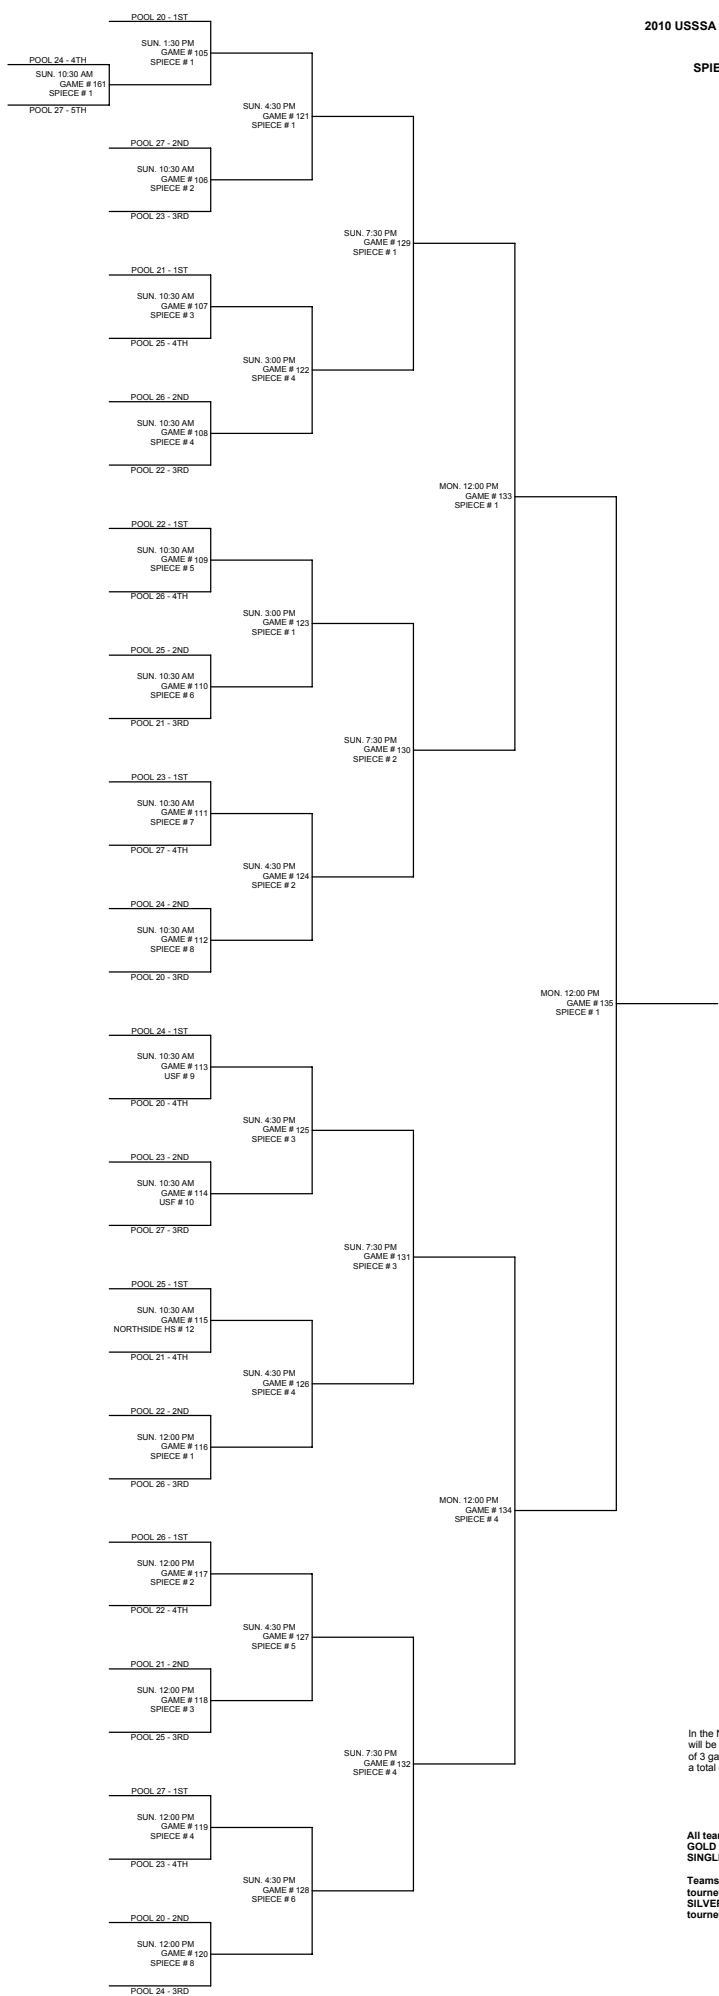 POOL 20 - 1ST
2010 USSSA
SUN. 1:30 PM
GAME # 105
SPIECE # 1
POOL 24 - 4TH
SPIE
SUN. 10:30 AM
GAME # 161
SPIECE # 1
POOL 27 - 5TH
SUN. 4:30 PM
GAME # 121
SPIECE # 1
POOL 27 - 2ND
SUN. 10:30 AM
GAME # 106
SPIECE # 2
POOL 23 - 3RD
SUN. 7:30 PM
GAME # 129
SPIECE # 1
POOL 21 - 1ST
SUN. 10:30 AM
GAME # 107
SPIECE # 3
POOL 25 - 4TH
SUN. 3:00 PM
GAME # 122
SPIECE # 4
POOL 26 - 2ND
SUN. 10:30 AM
GAME # 108
SPIECE # 4
POOL 22 - 3RD
MON. 12:00 PM
GAME # 133
SPIECE # 1
POOL 22 - 1ST
SUN. 10:30 AM
GAME # 109
SPIECE # 5
POOL 26 - 4TH
SUN. 3:00 PM
GAME # 123
SPIECE # 1
POOL 25 - 2ND
SUN. 10:30 AM
GAME # 110
SPIECE # 6
POOL 21 - 3RD
SUN. 7:30 PM
GAME # 130
SPIECE # 2
POOL 23 - 1ST
SUN. 10:30 AM
GAME # 111
SPIECE # 7
POOL 27 - 4TH
SUN. 4:30 PM
GAME # 124
SPIECE # 2
POOL 24 - 2ND
SUN. 10:30 AM
GAME # 112
SPIECE # 8
POOL 20 - 3RD
MON. 12:00 PM
GAME # 135
SPIECE # 1
POOL 24 - 1ST
SUN. 10:30 AM
GAME # 113
USF # 9
POOL 20 - 4TH
SUN. 4:30 PM
GAME # 125
SPIECE # 3
POOL 23 - 2ND
SUN. 10:30 AM
GAME # 114
USF # 10
POOL 27 - 3RD
SUN. 7:30 PM
GAME # 131
SPIECE # 3
POOL 25 - 1ST
SUN. 10:30 AM
GAME # 115
NORTHSIDE HS # 12
POOL 21 - 4TH
SUN. 4:30 PM
GAME # 126
SPIECE # 4
POOL 22 - 2ND
SUN. 12:00 PM
GAME # 116
SPIECE # 1
POOL 26 - 3RD
MON. 12:00 PM
GAME # 134
SPIECE # 4
POOL 26 - 1ST
SUN. 12:00 PM
GAME # 117
SPIECE # 2
POOL 22 - 4TH
SUN. 4:30 PM
GAME # 127
SPIECE # 5
POOL 21 - 2ND
SUN. 12:00 PM
GAME # 118
SPIECE # 3
POOL 25 - 3RD
SUN. 7:30 PM
GAME # 132
SPIECE # 4
In the
will be
of 3 ga
a total
POOL 27 - 1ST
SUN. 12:00 PM
GAME # 119
SPIECE # 4
POOL 23 - 4TH
All tea
GOLD
SINGL
SUN. 4:30 PM
GAME # 128
SPIECE # 6
Teams
tourne
SILVE
tourne
POOL 20 - 2ND
SUN. 12:00 PM
GAME # 120
SPIECE # 8
POOL 24 - 3RD